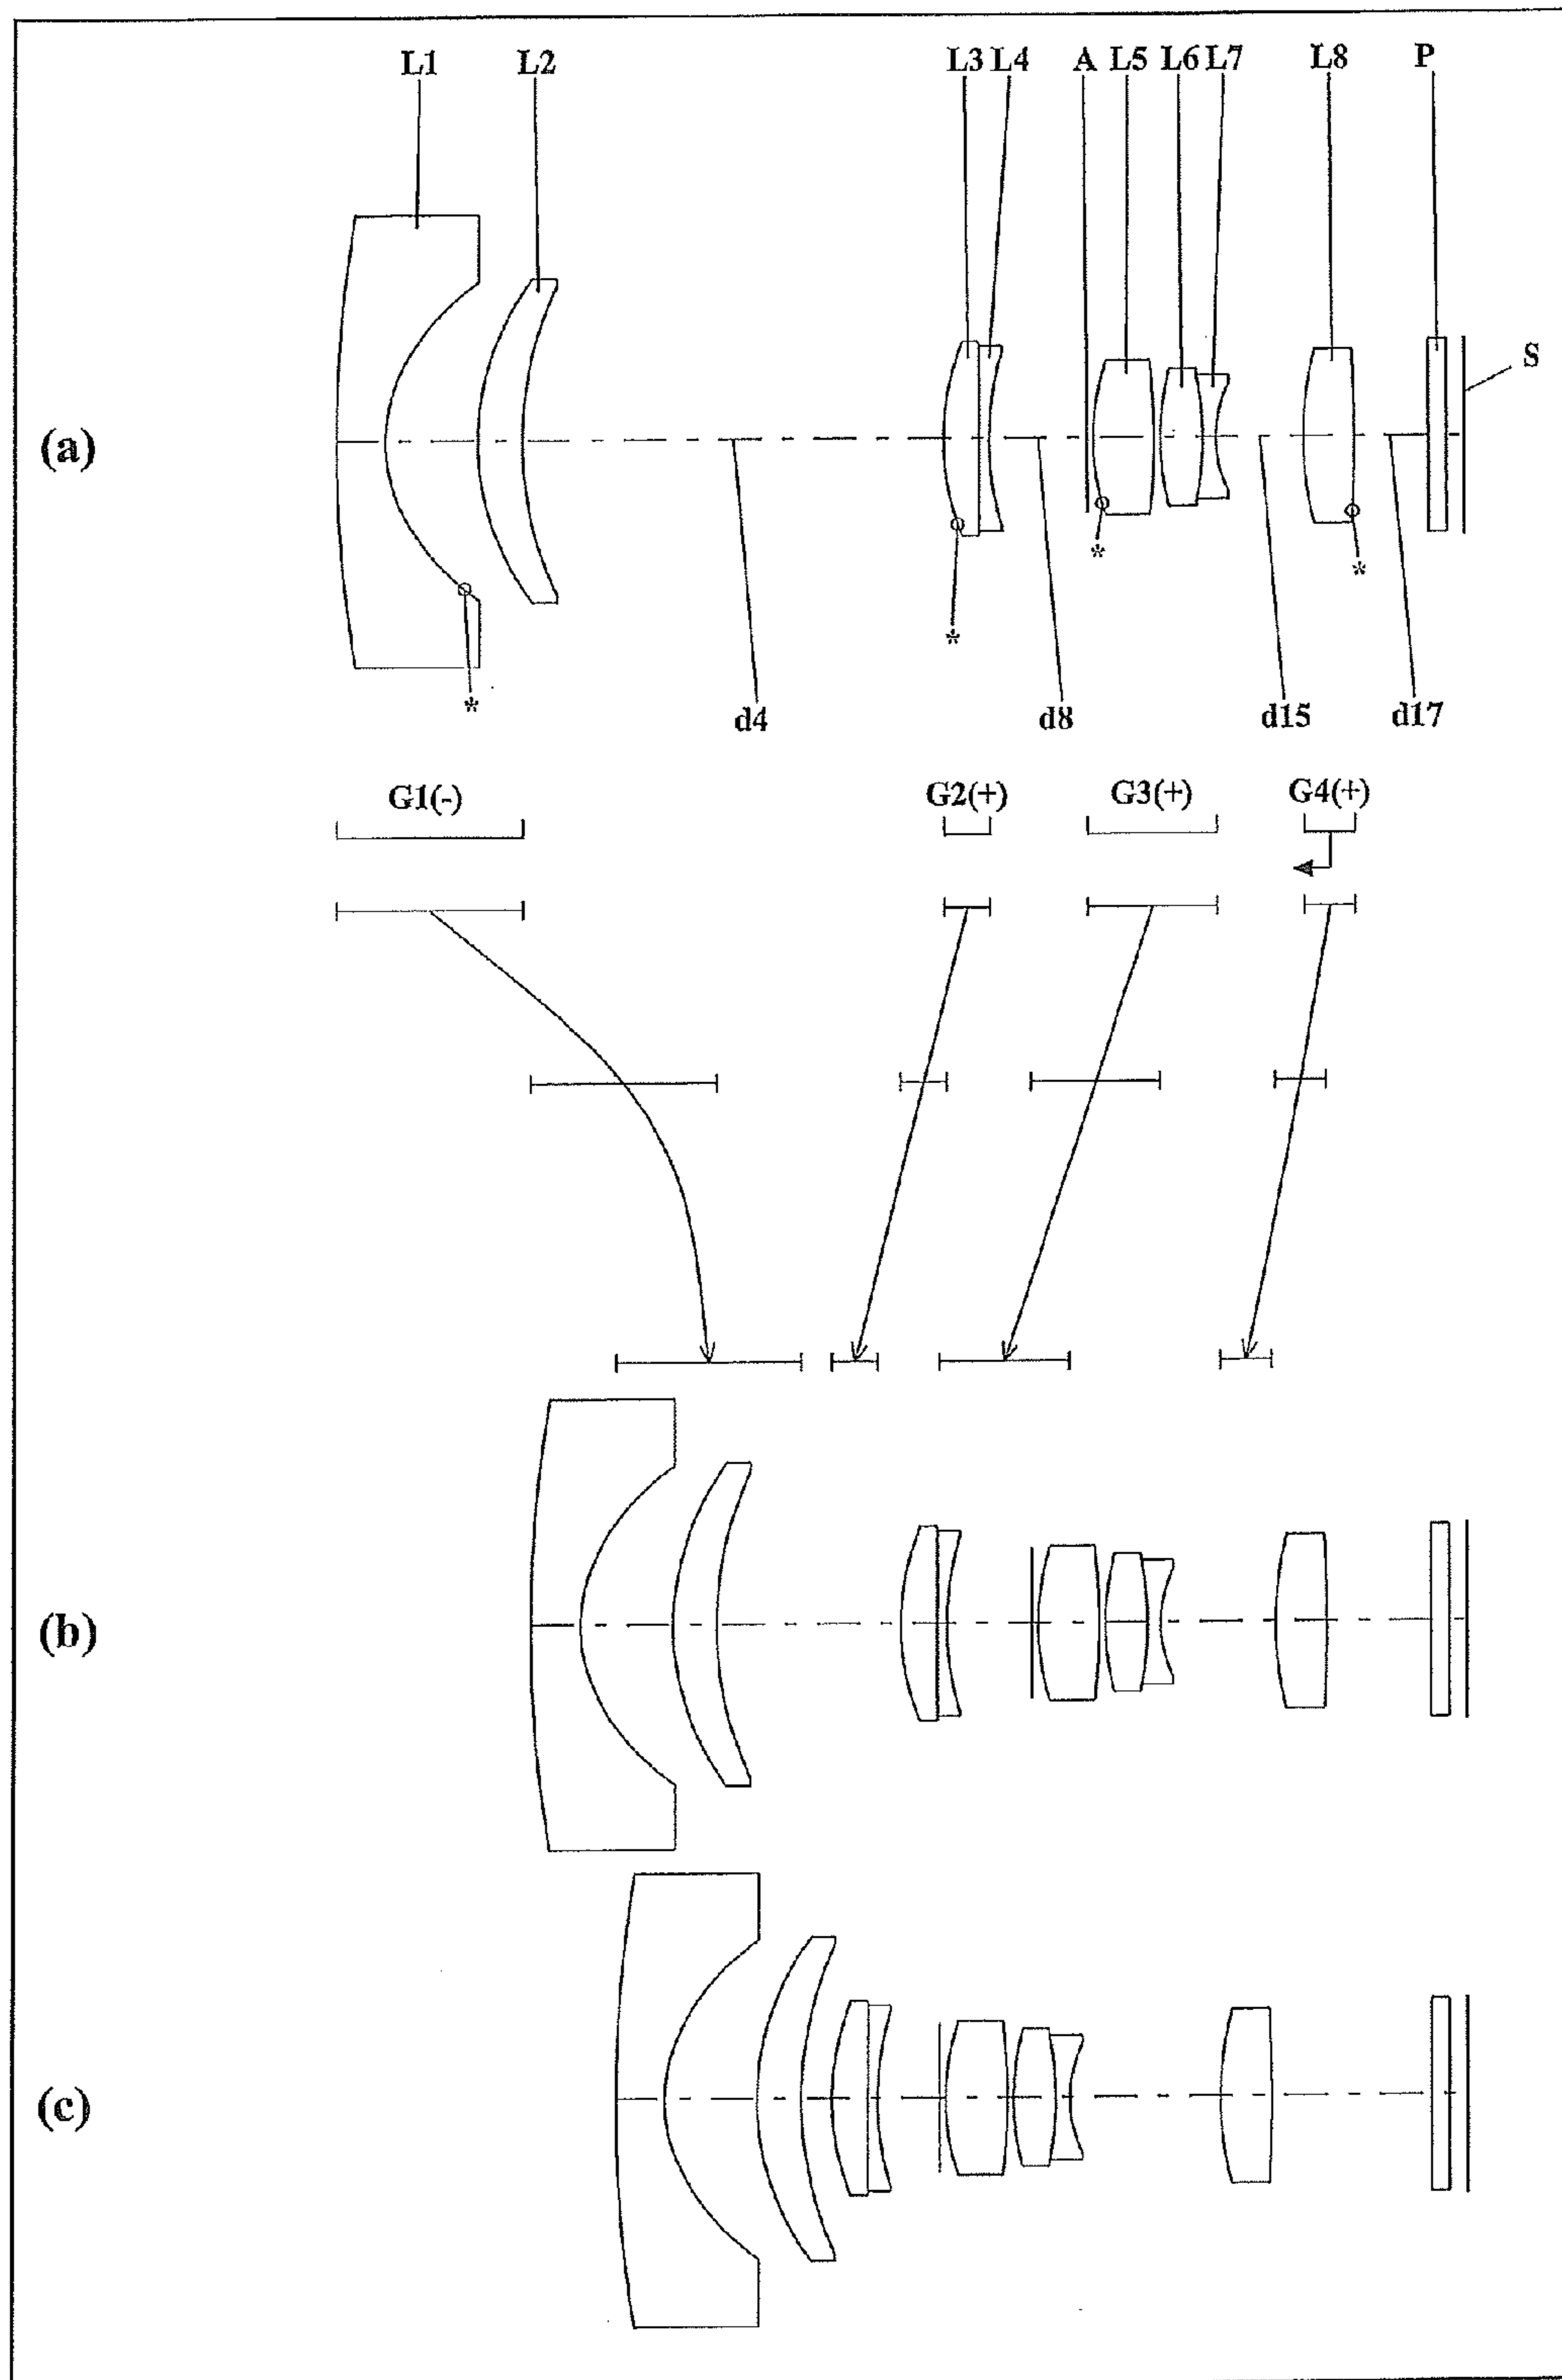 L1 L2 L3 L4 A L5 L6 L7 L8 P
S
(a)
* * * *
d4 d8 d15 d17
G1(-) G2(+) G3(+) G4(+)
(b)
(c)